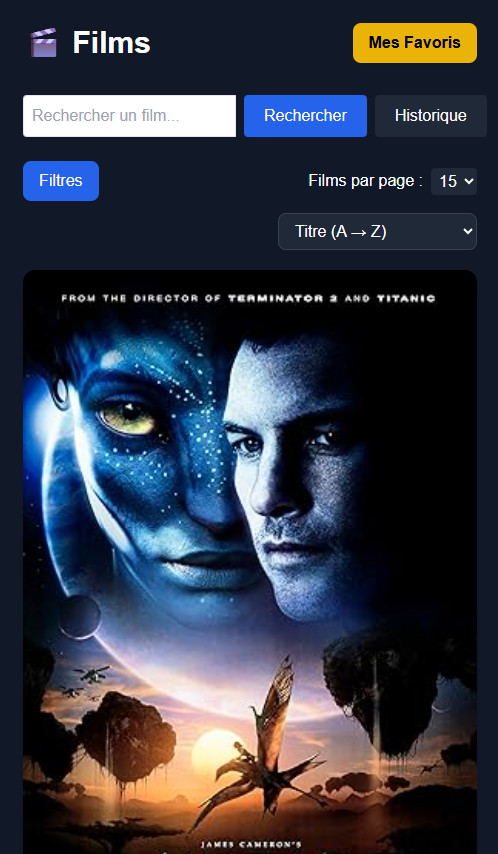 Films
Mes Favoris
Rechercher un film...
Rechercher
Historique
Filtres
Films par page :
15
Titre (A → Z)
FROM THE DIRECTOR OF TERMINATOR 2 AND TITANIC
JAMES CAMERON'S